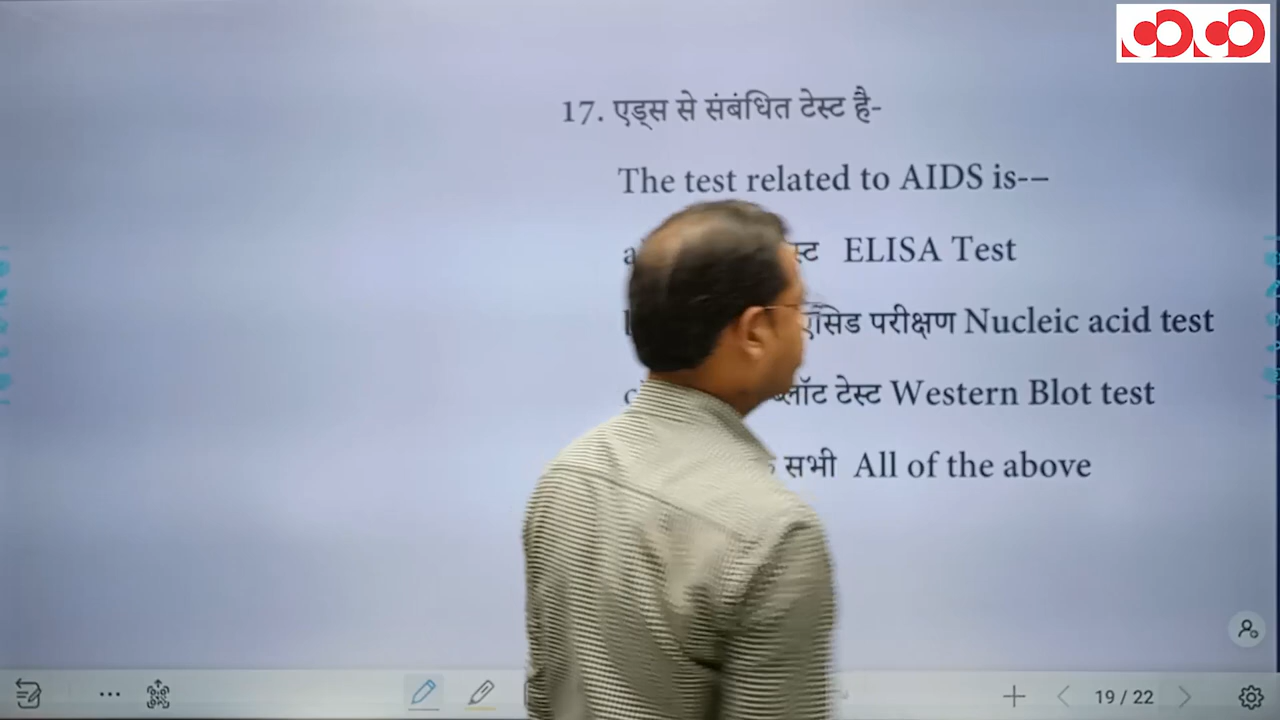 17. एड्स से संबंधित टेस्ट है-
The test related to AIDS is--
ELISA Test
परीक्षण Nucleic acid test
टेस्ट Western Blot test
सभी All of the above
19 / 22